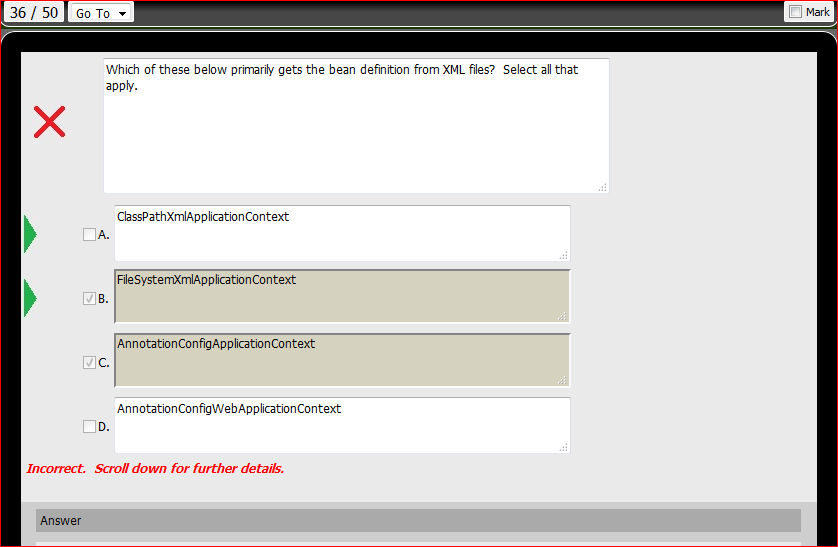 36 / 50
Go To
Mark
Which of these below primarily gets the bean definition from XML files?  Select all that
apply.
A.
ClassPathXmlApplicationContext
B.
FileSystemXmlApplicationContext
C.
AnnotationConfigApplicationContext
D.
AnnotationConfigWebApplicationContext
Incorrect.  Scroll down for further details.
Answer